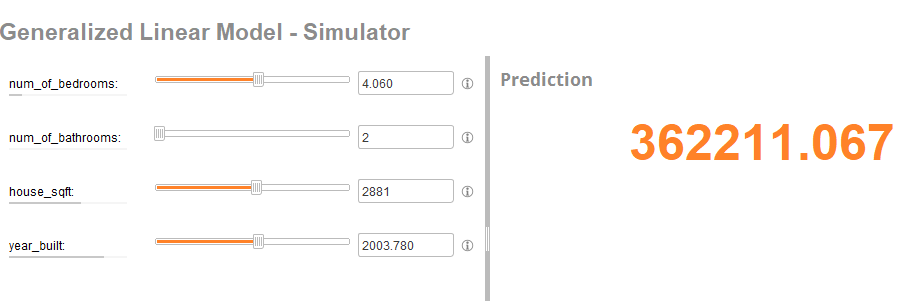 Generalized Linear Model - Simulator
num_of_bedrooms: 4.060
num_of_bathrooms: 2
house_sqft: 2881
year_built: 2003.780
Prediction
362211.067